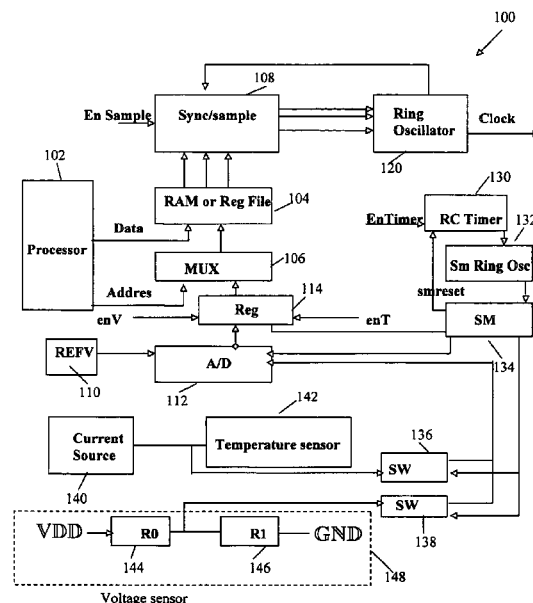 100
108
En Sample
Sync/sample
Ring
Oscillator
Clock
120
102
130
RAM or Reg File
104
EnTimer
RC Timer
132
Data
Processor
Sm Ring Osc
MUX
106
smreset
Addres
114
enV
Reg
enT
SM
REFV
A/D
134
110
112
142
136
Current
Source
Temperature sensor
SW
140
SW
138
VDD
R0
R1
GND
144
146
148
Voltage sensor